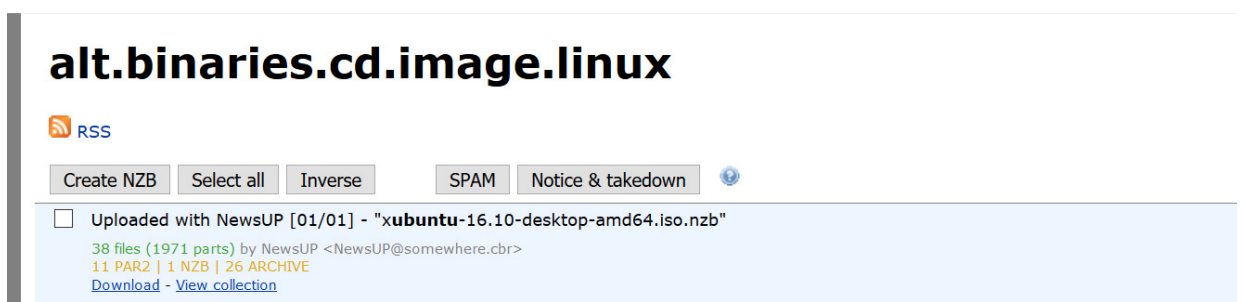 alt.binaries.cd.image.linux
RSS
Create NZB Select all Inverse SPAM Notice & takedown
Uploaded with NewsUP [01/01] - "xubuntu-16.10-desktop-amd64.iso.nzb"
38 files (1971 parts) by NewsUP <NewsUP@somewhere.cbr>
11 PAR2 | 1 NZB | 26 ARCHIVE
Download - View collection